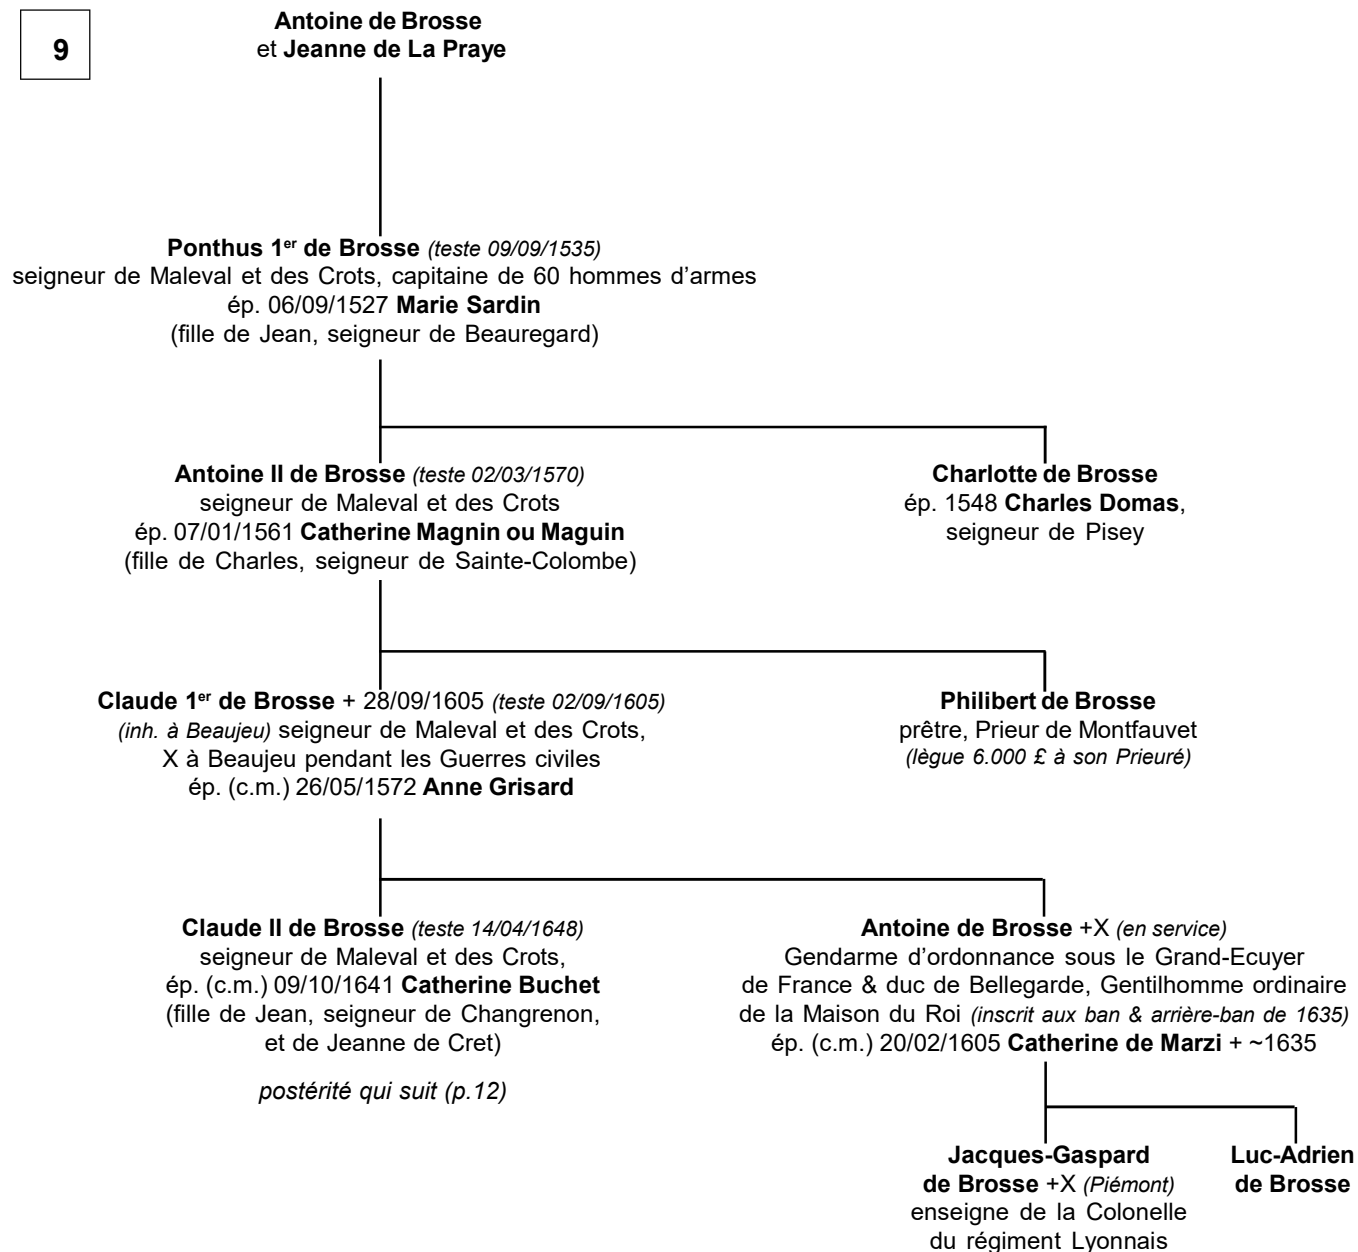 9
Antoine de Brosse
et Jeanne de La Praye
Ponthus 1er de Brosse (teste 09/09/1535)
seigneur de Maleval et des Crots, capitaine de 60 hommes d’armes
ép. 06/09/1527 Marie Sardin
(fille de Jean, seigneur de Beauregard)
Antoine II de Brosse (teste 02/03/1570)
seigneur de Maleval et des Crots
ép. 07/01/1561 Catherine Magnin ou Maguin
(fille de Charles, seigneur de Sainte-Colombe)
Charlotte de Brosse
ép. 1548 Charles Domas,
seigneur de Pisey
Claude 1er de Brosse + 28/09/1605 (teste 02/09/1605)
(inh. à Beaujeu) seigneur de Maleval et des Crots,
X à Beaujeu pendant les Guerres civiles
ép. (c.m.) 26/05/1572 Anne Grisard
Philibert de Brosse
prêtre, Prieur de Montfauvet
(lègue 6.000 £ à son Prieuré)
Claude II de Brosse (teste 14/04/1648)
seigneur de Maleval et des Crots,
ép. (c.m.) 09/10/1641 Catherine Buchet
(fille de Jean, seigneur de Changrenon,
et de Jeanne de Cret)
postérité qui suit (p.12)
Antoine de Brosse +X (en service)
Gendarme d’ordonnance sous le Grand-Ecuyer
de France & duc de Bellegarde, Gentilhomme ordinaire
de la Maison du Roi (inscrit aux ban & arrière-ban de 1635)
ép. (c.m.) 20/02/1605 Catherine de Marzi + ~1635
Jacques-Gaspard
de Brosse +X (Piémont)
enseigne de la Colonelle
du régiment Lyonnais
Luc-Adrien
de Brosse